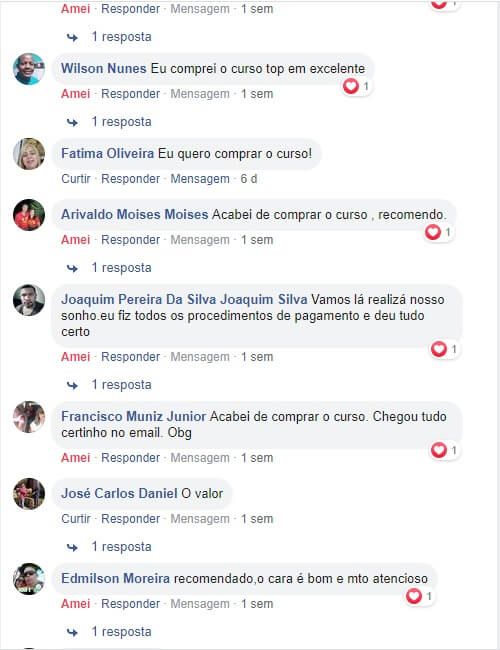 Amei · Responder · Mensagem · 1 sem
1
1 resposta
Wilson Nunes Eu comprei o curso top em excelente
1
Amei · Responder · Mensagem · 1 sem
1 resposta
Fatima Oliveira Eu quero comprar o curso!
Curtir · Responder · Mensagem · 6 d
Arivaldo Moises Moises Acabei de comprar o curso , recomendo.
1
Amei · Responder · Mensagem · 1 sem
1 resposta
Joaquim Pereira Da Silva Joaquim Silva Vamos lá realizá nosso
sonho.eu fiz todos os procedimentos de pagamento e deu tudo
certo
1
Amei · Responder · Mensagem · 1 sem
1 resposta
Francisco Muniz Junior Acabei de comprar o curso. Chegou tudo
certinho no email. Obg
1
Amei · Responder · Mensagem · 1 sem
José Carlos Daniel O valor
Curtir · Responder · Mensagem · 1 sem
1 resposta
Edmilson Moreira recomendado,o cara é bom e mto atencioso
1
Amei · Responder · Mensagem · 1 sem
1 resposta